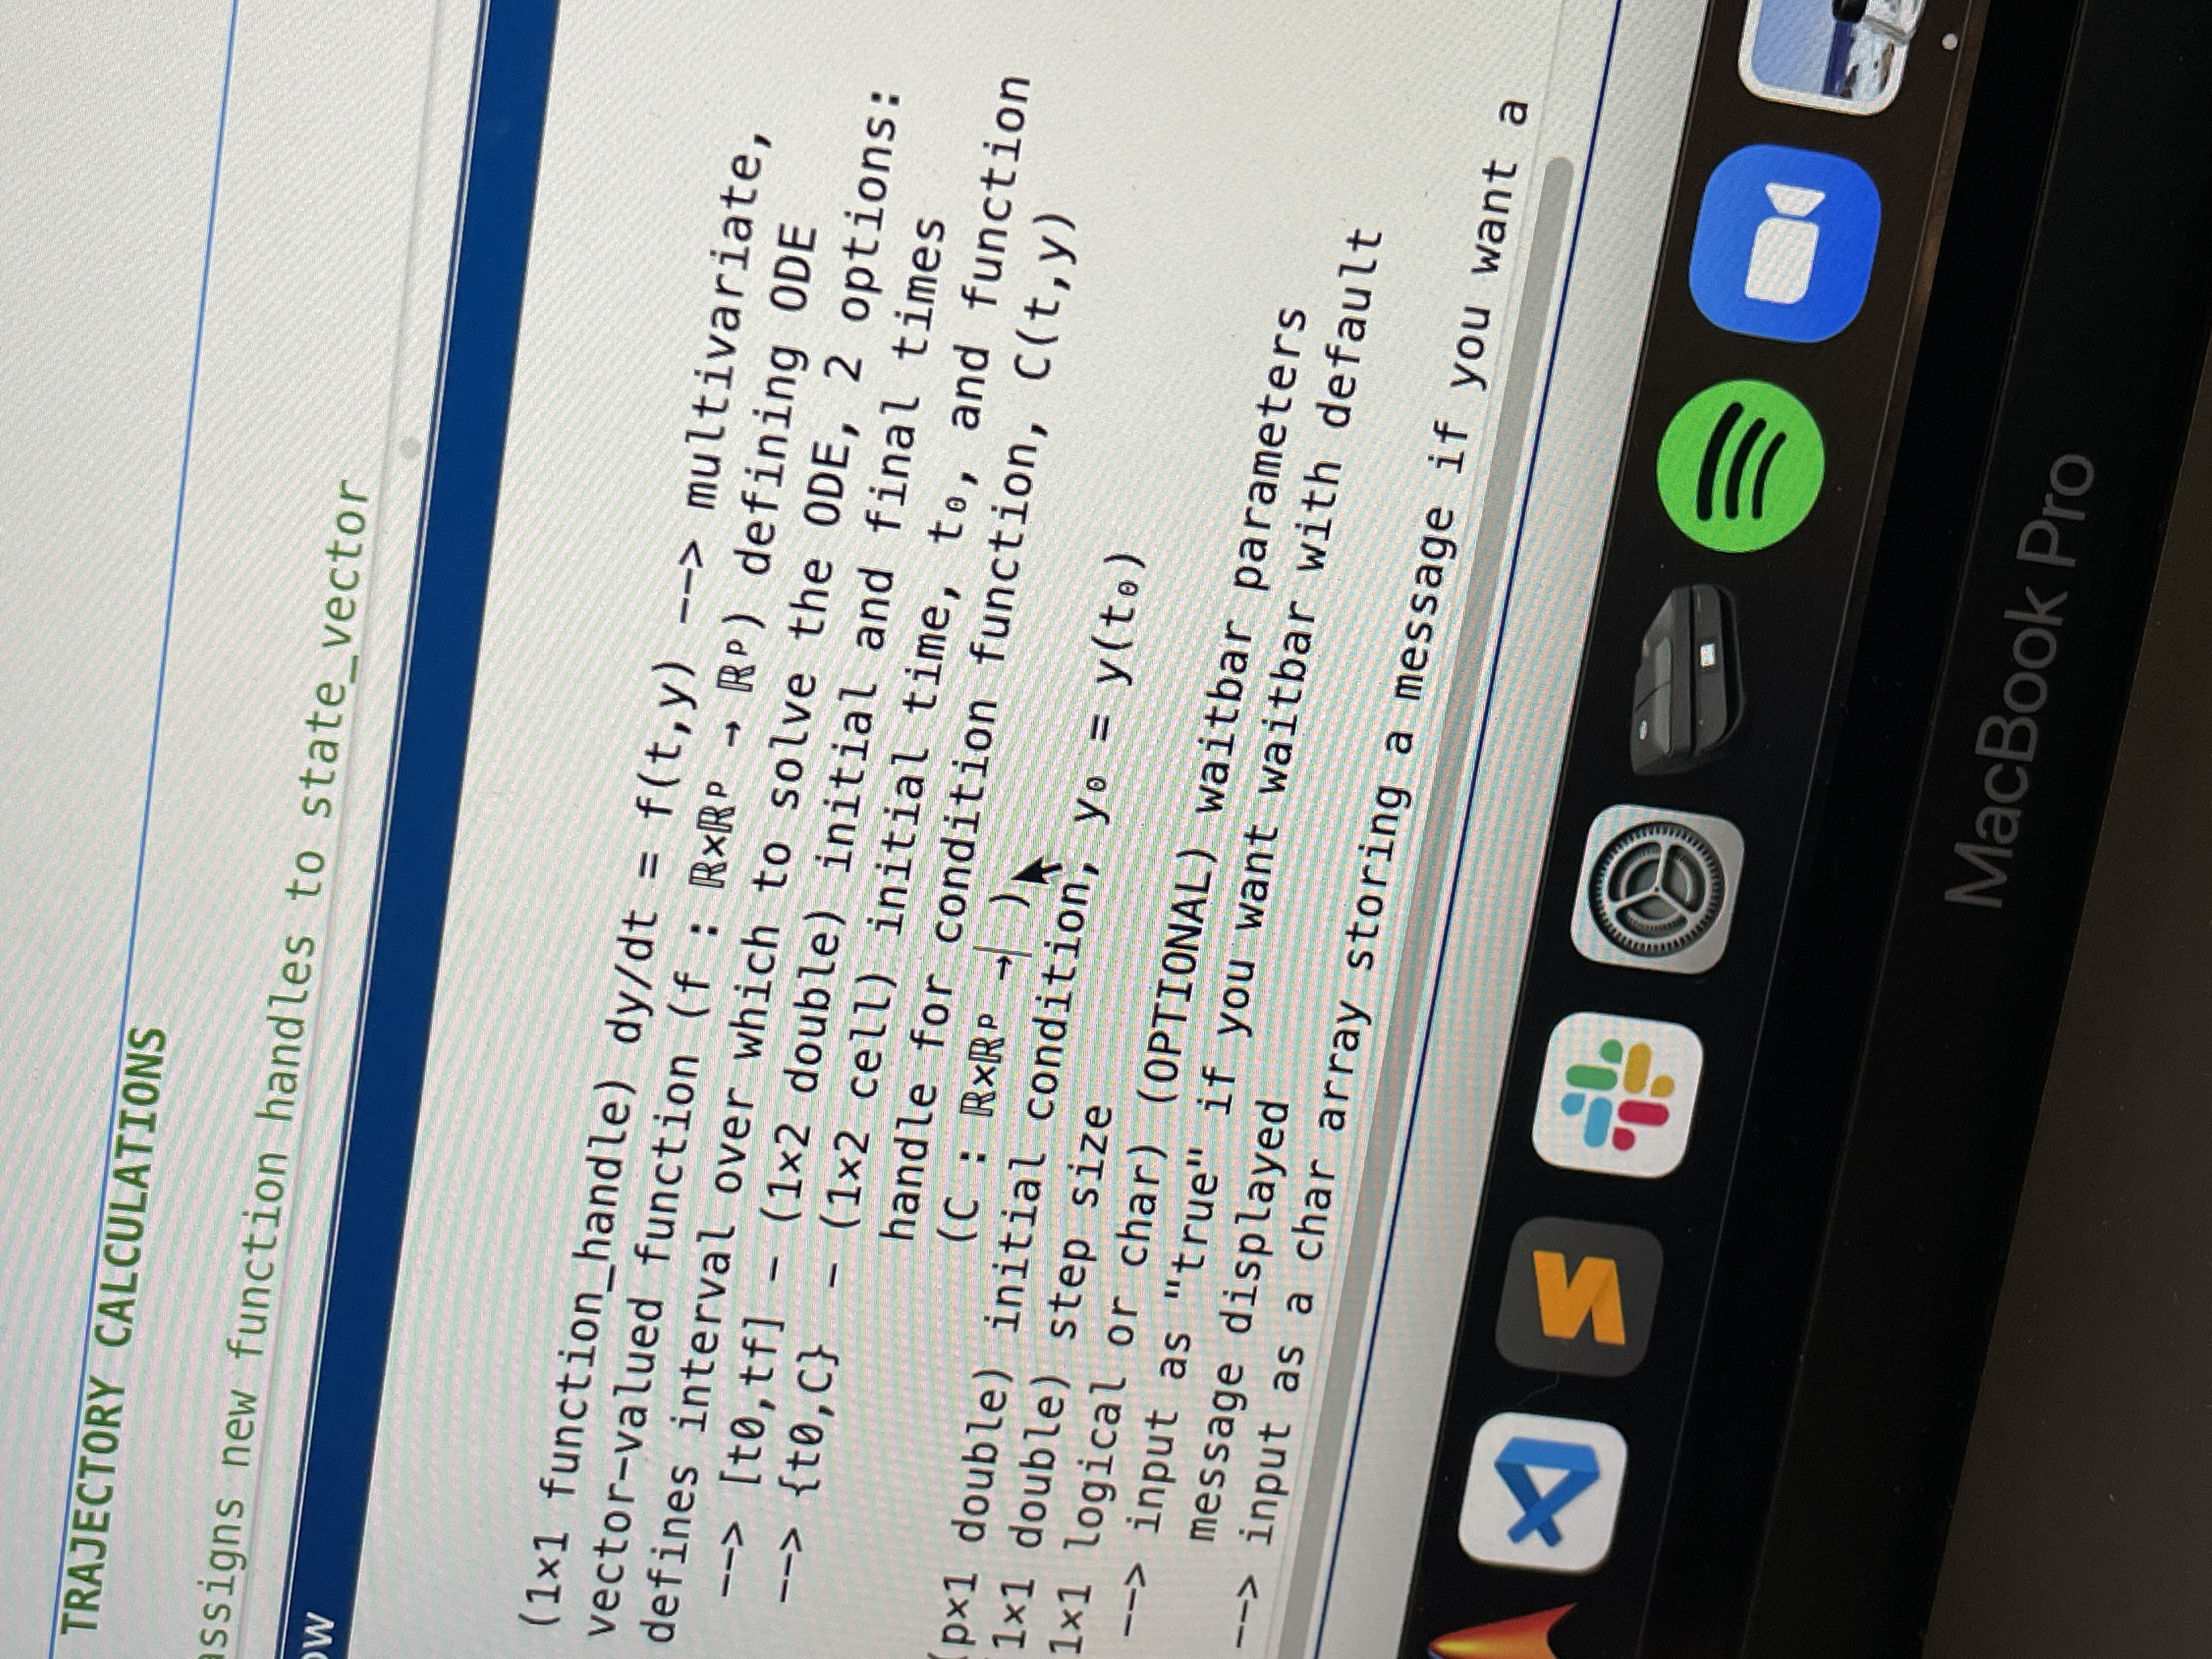 TRAJECTORY CALCULATIONS
assigns new function handles to state_vector
ow
(1×1 function_handle) dy/dt = f(t,y) --> multivariate,
vector-valued function (f : ℝ×ℝᵖ → ℝᵖ) defining ODE
defines interval over which to solve the ODE, 2 options:
--> [t0,tf] - (1×2 double) initial and final times
--> {t0,C}  - (1×2 cell) initial time, t₀, and function
handle for condition function, C(t,y)
(C : ℝ×ℝᵖ → )
(p×1 double) initial condition, y₀ = y(t₀)
1×1 double) step size
1×1 logical or char) (OPTIONAL) waitbar parameters
--> input as "true" if you want waitbar with default
message displayed
--> input as a char array storing a message if you want a
MacBook Pro